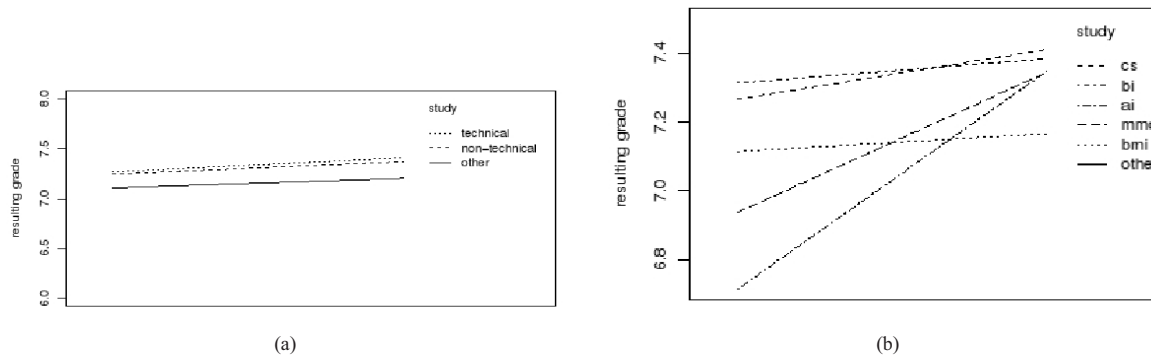 resulting grade
8.0
7.5
7.0
6.5
6.0
study
technical
non-technical
other
(a)
resulting grade
7.4
7.2
7.0
6.8
study
cs
bi
ai
bmi
othe
(b)